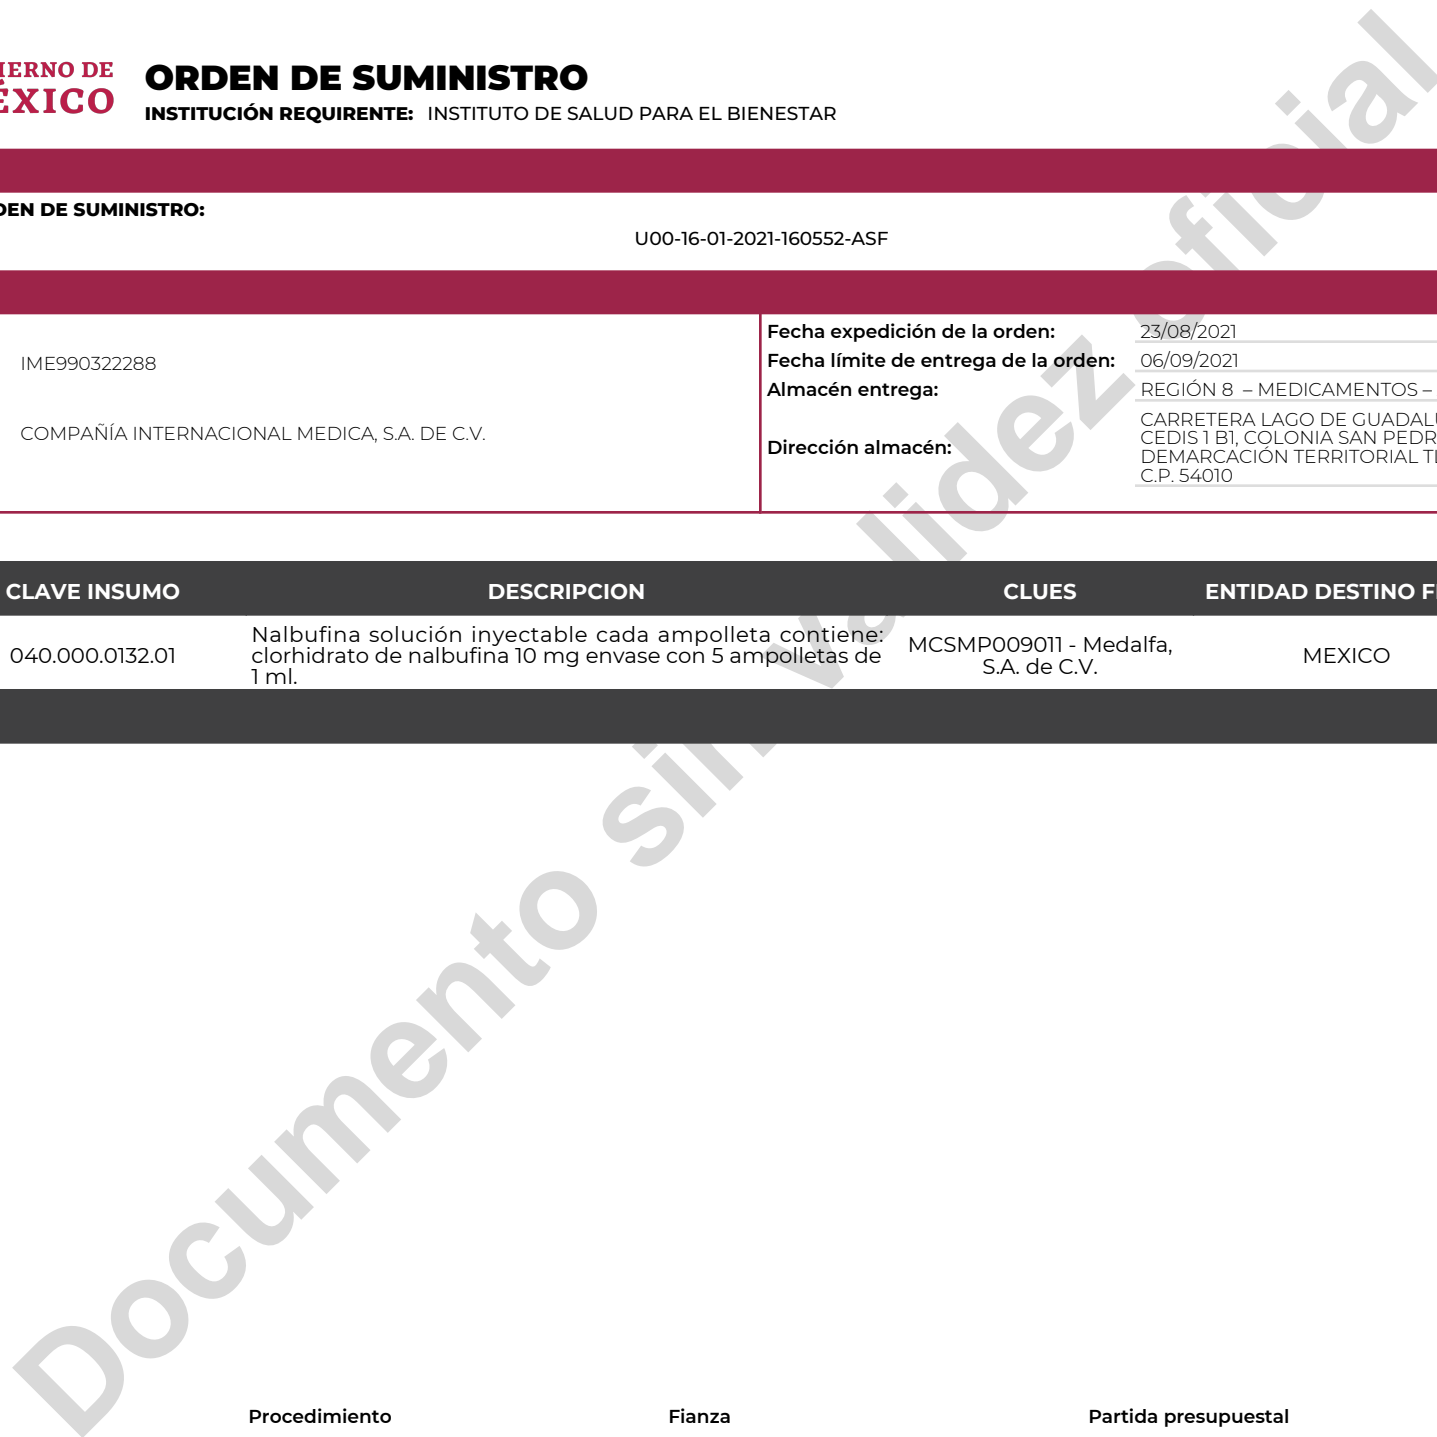 IERNO DE
ÉXICO
ORDEN DE SUMINISTRO
INSTITUCIÓN REQUIRENTE: INSTITUTO DE SALUD PARA EL BIENESTAR
DEN DE SUMINISTRO:
U00-16-01-2021-160552-ASF
IME990322288
COMPAÑÍA INTERNACIONAL MEDICA, S.A. DE C.V.
Fecha expedición de la orden: 23/08/2021
Fecha límite de entrega de la orden: 06/09/2021
Almacén entrega: REGIÓN 8 – MEDICAMENTOS –
Dirección almacén:
CARRETERA LAGO DE GUADAL
CEDIS 1 B1, COLONIA SAN PEDR
DEMARCACIÓN TERRITORIAL T
C.P. 54010
CLAVE INSUMO DESCRIPCION CLUES ENTIDAD DESTINO F
040.000.0132.01
Nalbufina solución inyectable cada ampolleta contiene:
clorhidrato de nalbufina 10 mg envase con 5 ampolletas de
1 ml.
MCSMP009011 - Medalfa,
S.A. de C.V.
MEXICO
Documento sin validez oficial
Procedimiento Fianza Partida presupuestal